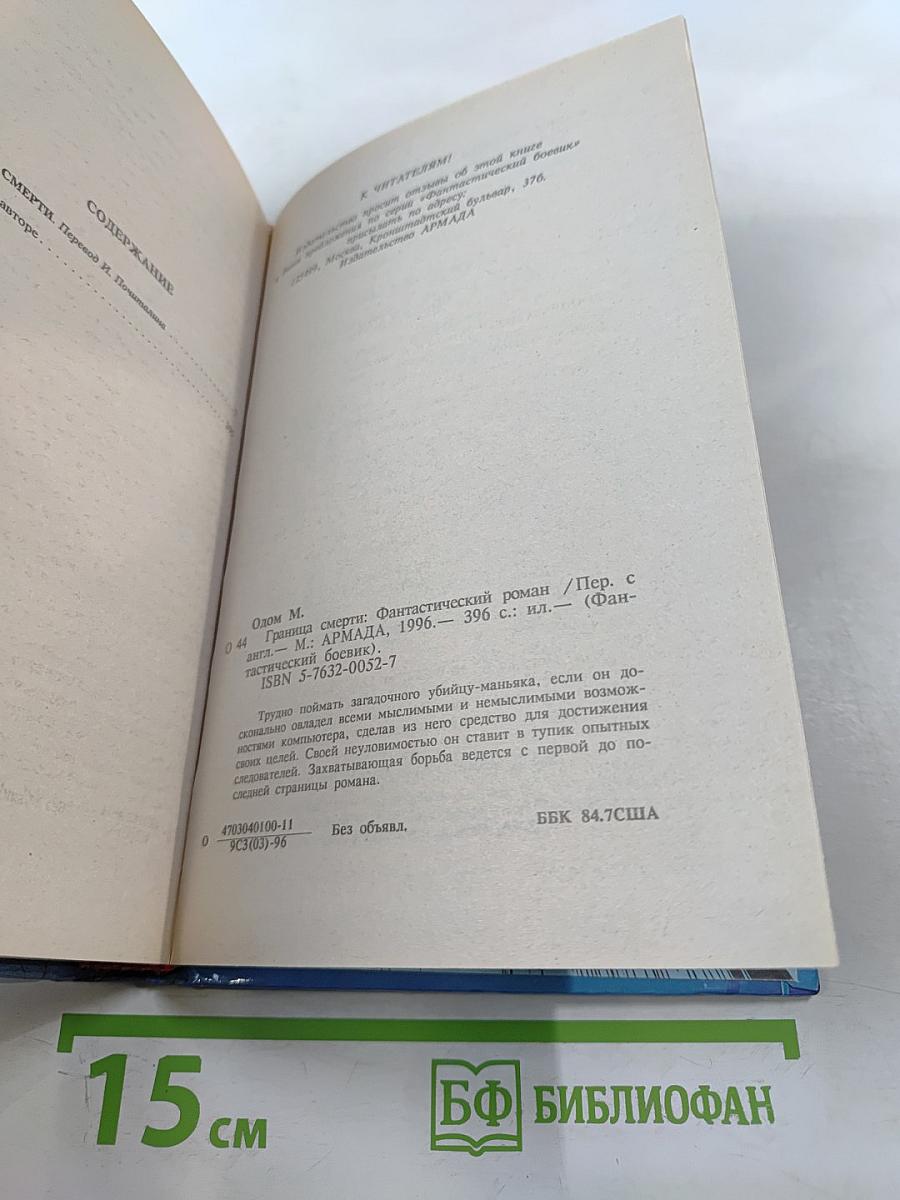 СОДЕРЖАНИЕ
СМЕРТИ. Перевод И. Почиталина
авторе
К ЧИТАТЕЛЯМ!
Издательство просит отзывы об этой книге
и Ваши предложения по серии «Фантастический боевик»
присылать по адресу:
125499, Москва, Кронштадтский бульвар, 37б.
Издательство АРМАДА
Одом М.
О 44 Граница смерти: Фантастический роман /Пер. с
англ.— М.: АРМАДА, 1996.— 396 с.: ил.— (Фан-
тастический боевик).
ISBN 5-7632-0052-7
Трудно поймать загадочного убийцу-маньяка, если он до-
сконально овладел всеми мыслимыми и немыслимыми возмож-
ностями компьютера, сделав из него средство для достижения
своих целей. Своей неуловимостью он ставит в тупик опытных
следователей. Захватывающая борьба ведется с первой до по-
следней страницы романа.
О 4703040100-11
9С3(03)-96
Без объявл.
ББК 84.7США
15 см
БФ БИБЛИОФАН